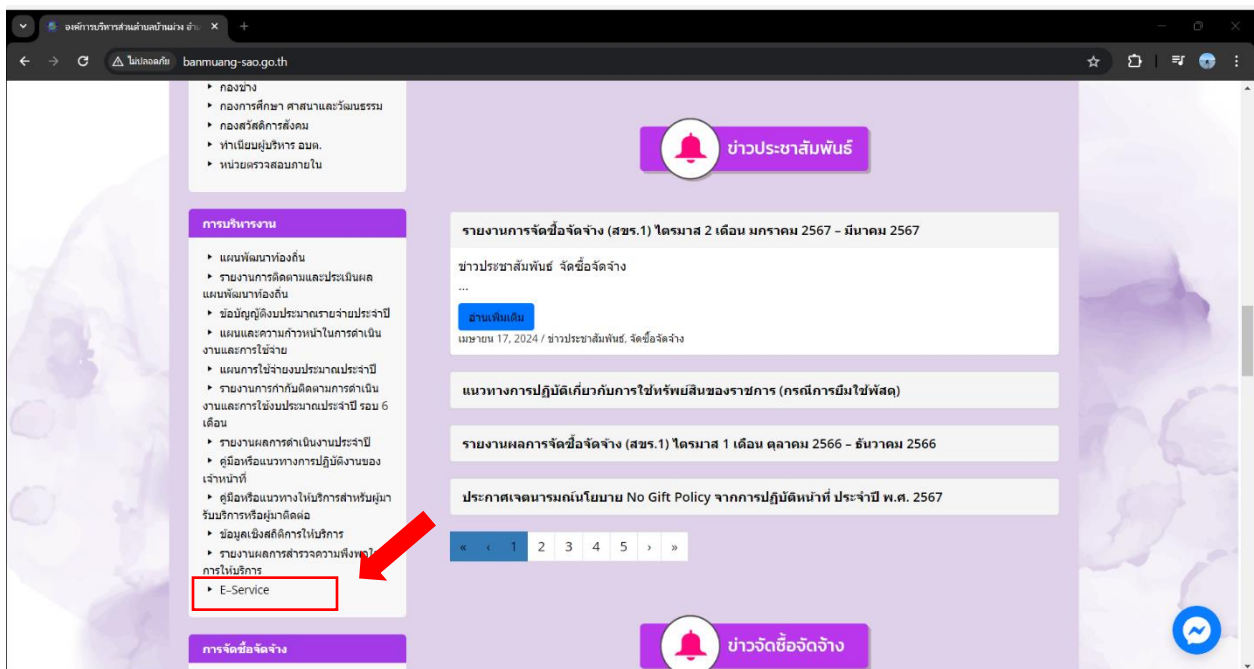 องค์การบริหารส่วนตำบลบ้านม่วง อำเ
ไม่ปลอดภัย banmuang-sao.go.th
กองช่าง
กองการศึกษา ศาสนาและวัฒนธรรม
กองสวัสดิการสังคม
ทำเนียบผู้บริหาร อบต.
หน่วยตรวจสอบภายใน
การบริหารงาน
แผนพัฒนาท้องถิ่น
รายงานการติดตามและประเมินผล
แผนพัฒนาท้องถิ่น
ข้อบัญญัติงบประมาณรายจ่ายประจำปี
แผนและความก้าวหน้าในการดำเนิน
งานและการใช้จ่าย
แผนการใช้จ่ายงบประมาณประจำปี
รายงานการกำกับติดตามการดำเนิน
งานและการใช้งบประมาณประจำปี รอบ 6
เดือน
รายงานผลการดำเนินงานประจำปี
คู่มือหรือแนวทางการปฏิบัติงานของ
เจ้าหน้าที่
คู่มือหรือแนวทางให้บริการสำหรับผู้มา
รับบริการหรือผู้มาติดต่อ
ข้อมูลเชิงสถิติการให้บริการ
รายงานผลการสำรวจความพึงพอใจ
การให้บริการ
E-Service
การจัดซื้อจัดจ้าง
ข่าวประชาสัมพันธ์
รายงานการจัดซื้อจัดจ้าง (สขร.1) ไตรมาส 2 เดือน มกราคม 2567 – มีนาคม 2567
ข่าวประชาสัมพันธ์ จัดซื้อจัดจ้าง
...
อ่านเพิ่มเติม
เมษายน 17, 2024 / ข่าวประชาสัมพันธ์, จัดซื้อจัดจ้าง
แนวทางการปฏิบัติเกี่ยวกับการใช้ทรัพย์สินของราชการ (กรณีการยืมใช้พัสดุ)
รายงานผลการจัดซื้อจัดจ้าง (สขร.1) ไตรมาส 1 เดือน ตุลาคม 2566 – ธันวาคม 2566
ประกาศเจตนารมณ์นโยบาย No Gift Policy จากการปฏิบัติหน้าที่ ประจำปี พ.ศ. 2567
« ‹ 1 2 3 4 5 › »
ข่าวจัดซื้อจัดจ้าง